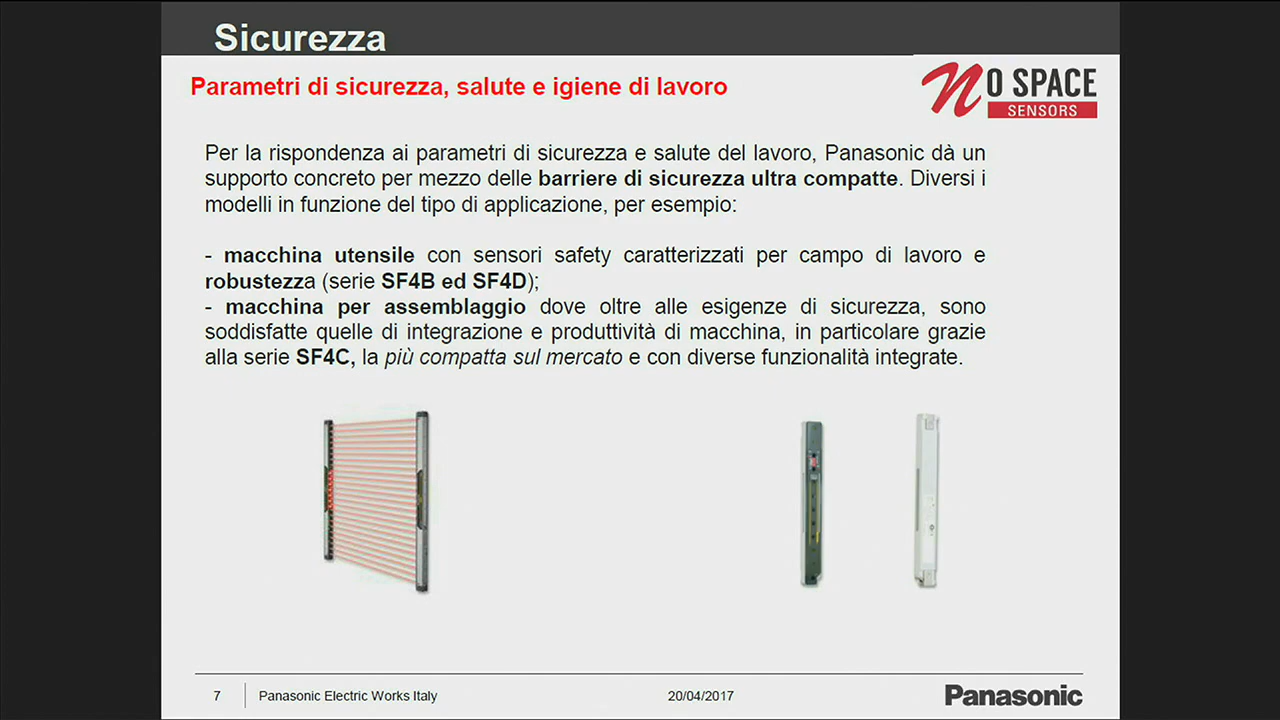 Sicurezza
Parametri di sicurezza, salute e igiene di lavoro
NO SPACE
SENSORS
Per la rispondenza ai parametri di sicurezza e salute del lavoro, Panasonic dà un
supporto concreto per mezzo delle barriere di sicurezza ultra compatte. Diversi i
modelli in funzione del tipo di applicazione, per esempio:
- macchina utensile con sensori safety caratterizzati per campo di lavoro e
robustezza (serie SF4B ed SF4D);
- macchina per assemblaggio dove oltre alle esigenze di sicurezza, sono
soddisfatte quelle di integrazione e produttività di macchina, in particolare grazie
alla serie SF4C, la più compatta sul mercato e con diverse funzionalità integrate.
7
Panasonic Electric Works Italy
20/04/2017
Panasonic